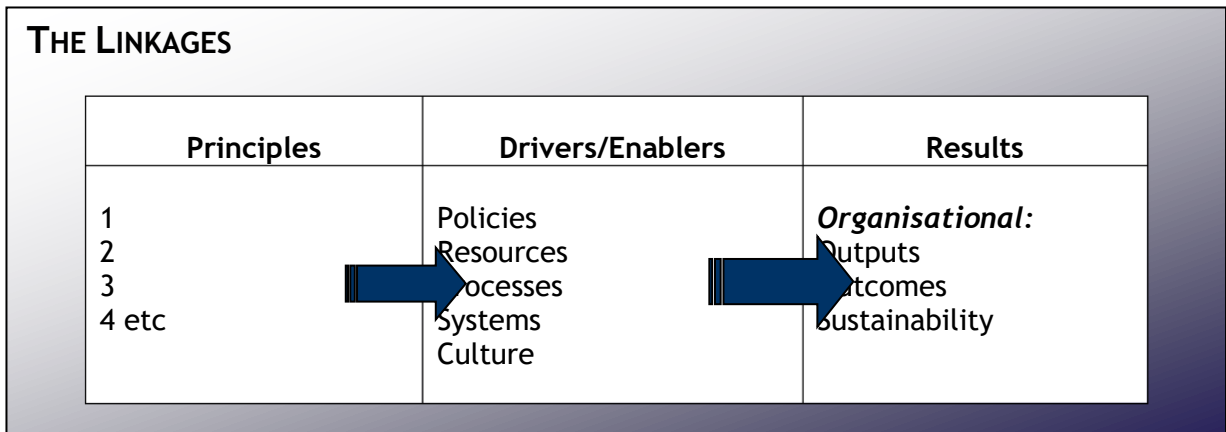 THE LINKAGES
Principles
Drivers/Enablers
Results
1
2
3
4 etc
Policies
Resources
Processes
Systems
Culture
Organisational:
Outputs
Outcomes
Sustainability